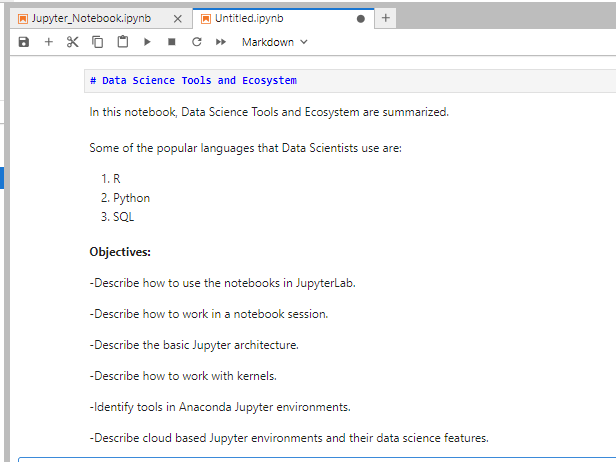 Jupyter_Notebook.ipynb
Untitled.ipynb
Markdown
# Data Science Tools and Ecosystem
In this notebook, Data Science Tools and Ecosystem are summarized.
Some of the popular languages that Data Scientists use are:
1. R
2. Python
3. SQL
Objectives:
-Describe how to use the notebooks in JupyterLab.
-Describe how to work in a notebook session.
-Describe the basic Jupyter architecture.
-Describe how to work with kernels.
-Identify tools in Anaconda Jupyter environments.
-Describe cloud based Jupyter environments and their data science features.